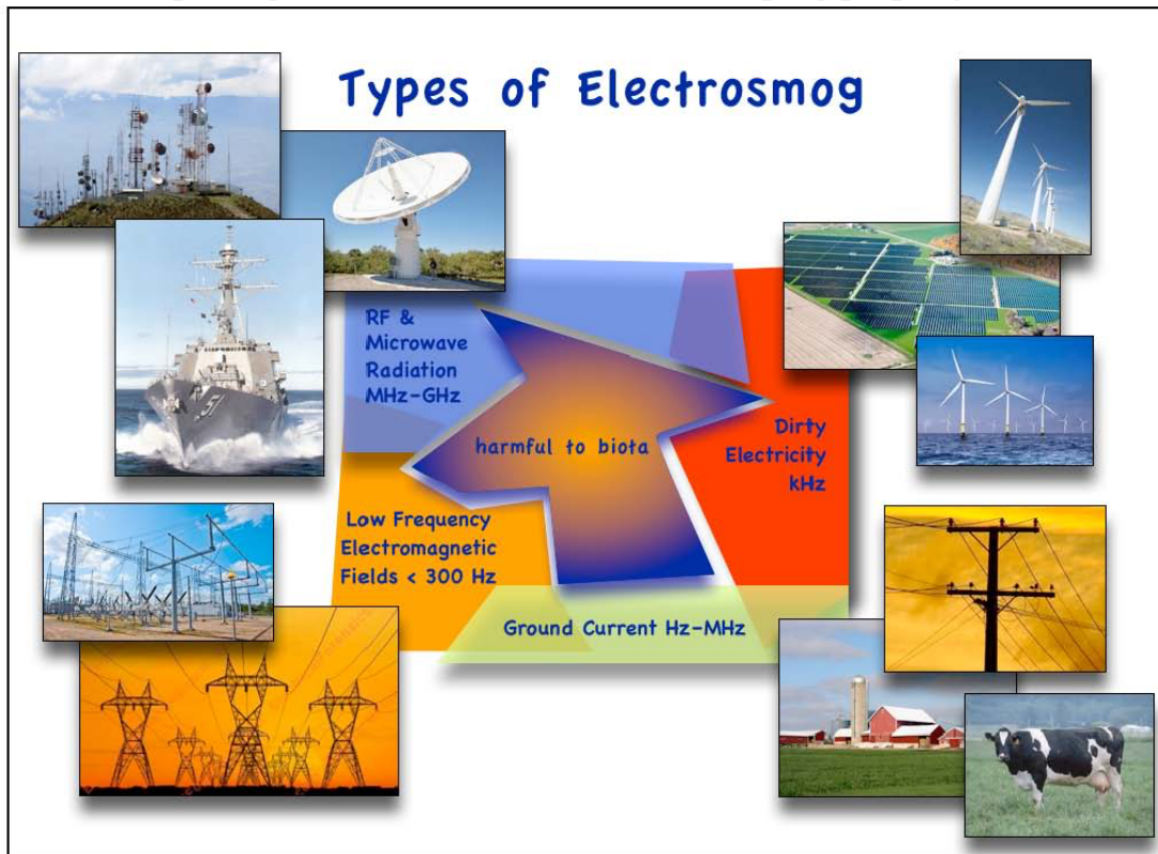 Types of Electrosmog
RF &
Microwave
Radiation
MHz-GHz
harmful to biota
Dirty
Electricity
kHz
Low Frequency
Electromagnetic
Fields < 300 Hz
Ground Current Hz-MHz
51